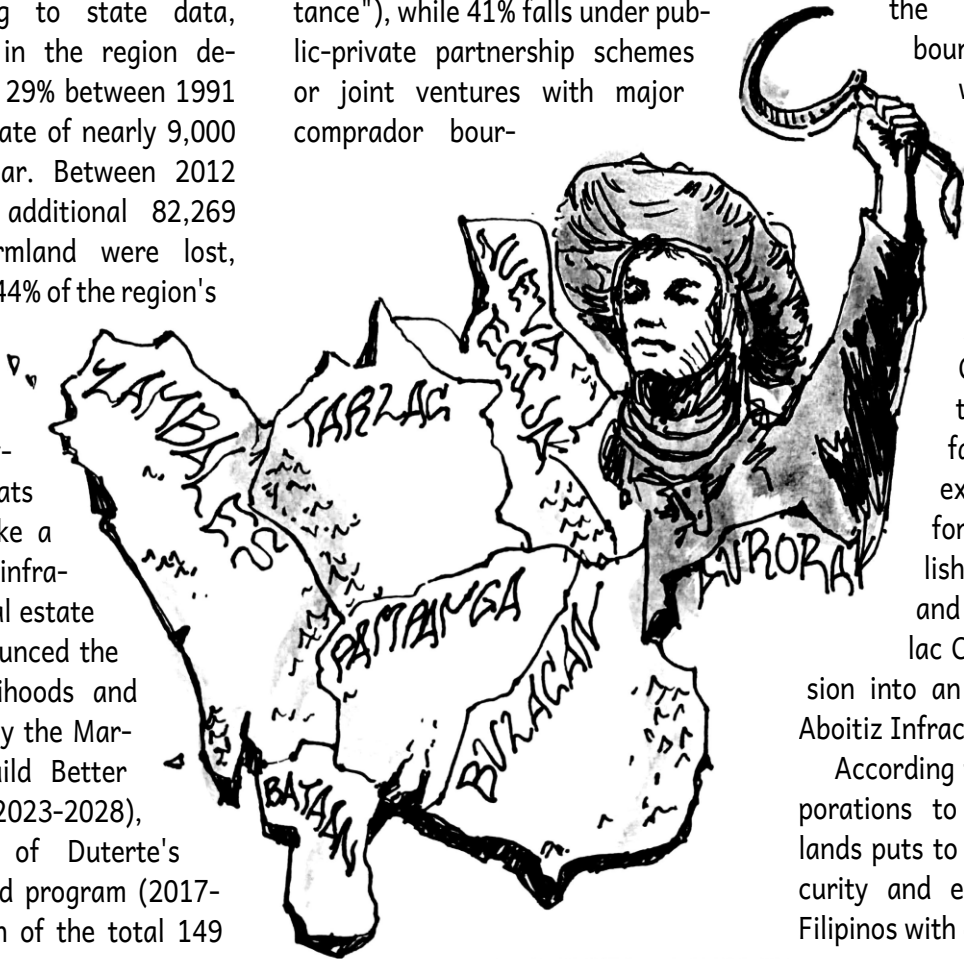 g to state data,
in the region de-
29% between 1991
ate of nearly 9,000
ar. Between 2012
additional 82,269
rmland were lost,
44% of the region's
r-
ats
ke a
infra-
al estate
unced the
ihoods and
y the Mar-
uild Better
2023-2028),
of Duterte's
d program (2017-
n of the total 149
tance"), while 41% falls under pub-
lic-private partnership schemes
or joint ventures with major
comprador bour-
ZAMBALES
TARLAC
NUEVA ECIJA
PAMPANGA
BULACAN
BATAAN
AURORA
the
bour
w
C
t
fa
ex
for
lish
and
lac C
sion into an
Aboitiz Infrac
According
porations to
lands puts to
curity and e
Filipinos with